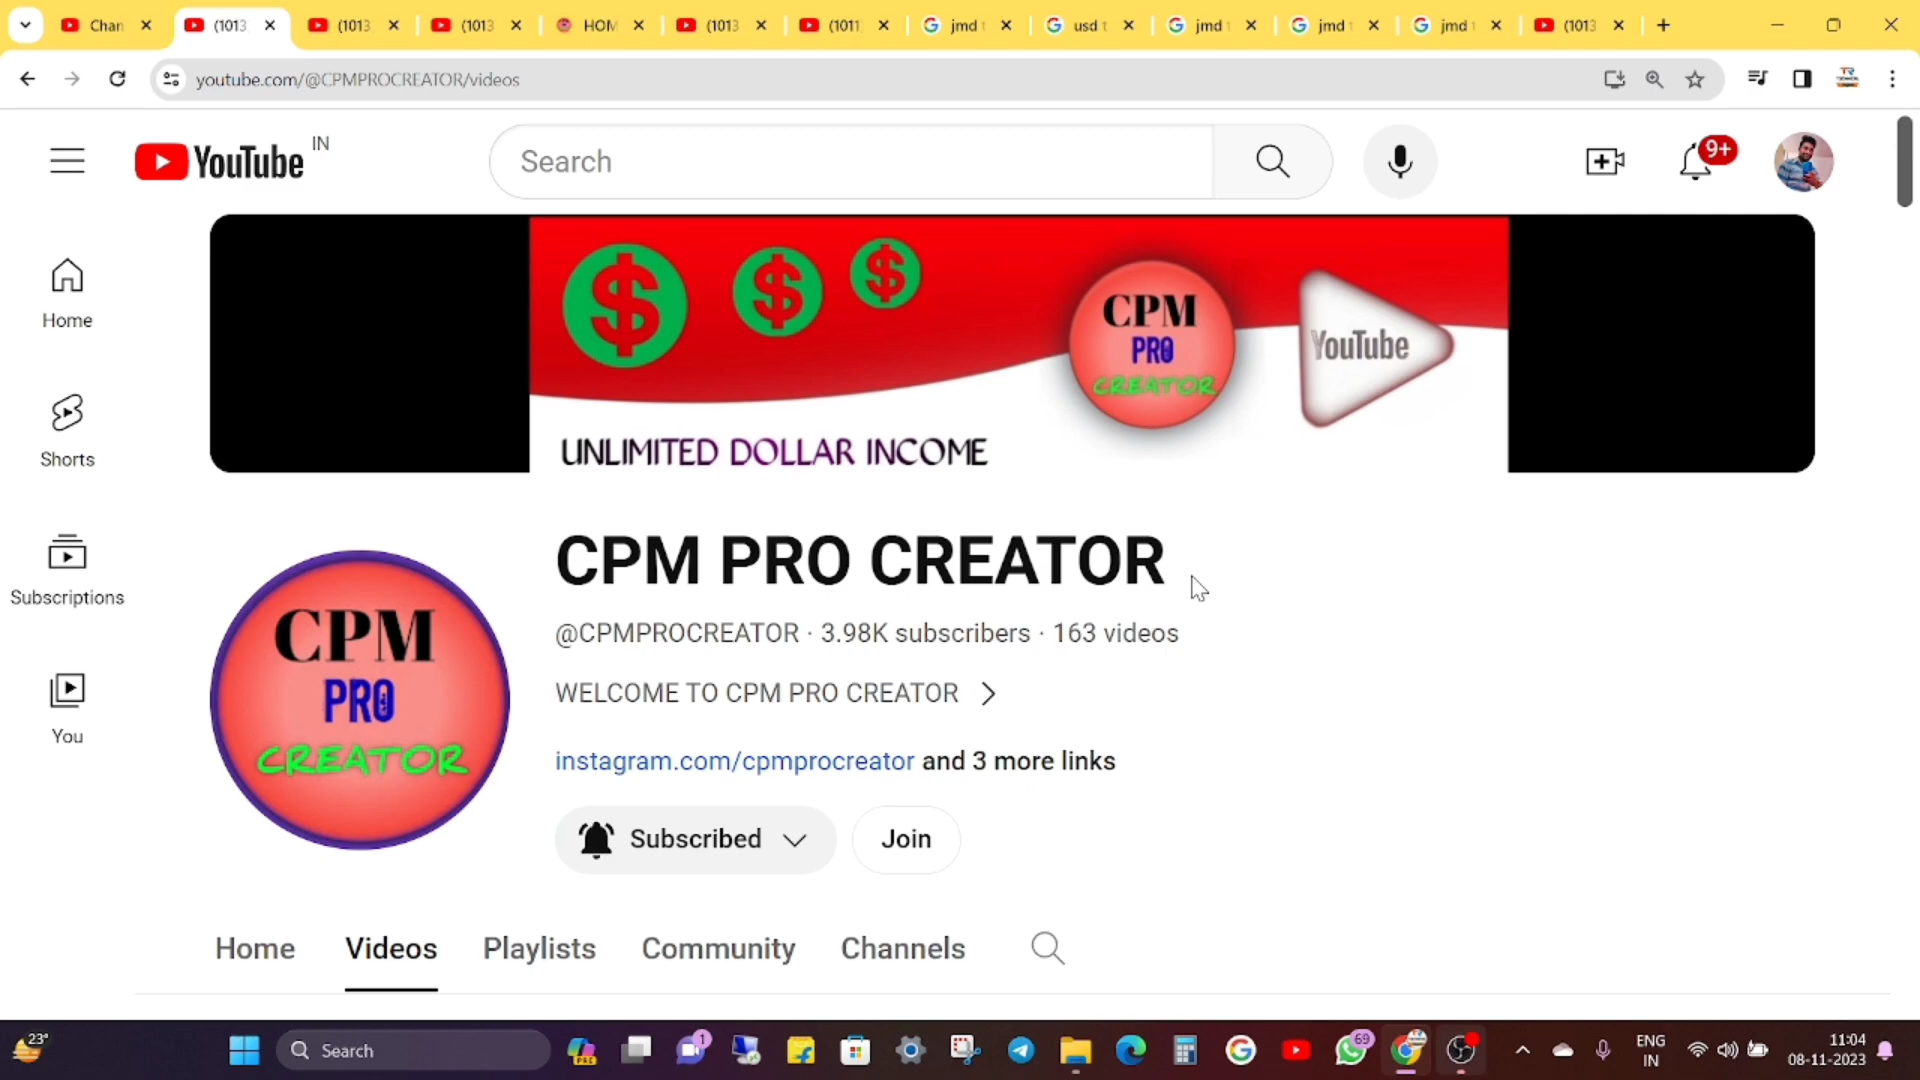 Chan
(1013
(1013
(1013
HOM
(1013
(1011
jmd t
usd t
jmd t
jmd t
jmd t
(1013
youtube.com/@CPMPROCREATOR/videos
YouTube IN
Search
9+
Home
Shorts
Subscriptions
You
$ $ $
CPM
PRO
CREATOR
YouTube
UNLIMITED DOLLAR INCOME
CPM
PRO
CREATOR
CPM PRO CREATOR
@CPMPROCREATOR · 3.98K subscribers · 163 videos
WELCOME TO CPM PRO CREATOR
instagram.com/cpmprocreator and 3 more links
Subscribed
Join
Home Videos Playlists Community Channels
23°
Search
PRE
1
69
ENG
IN
11:04
08-11-2023